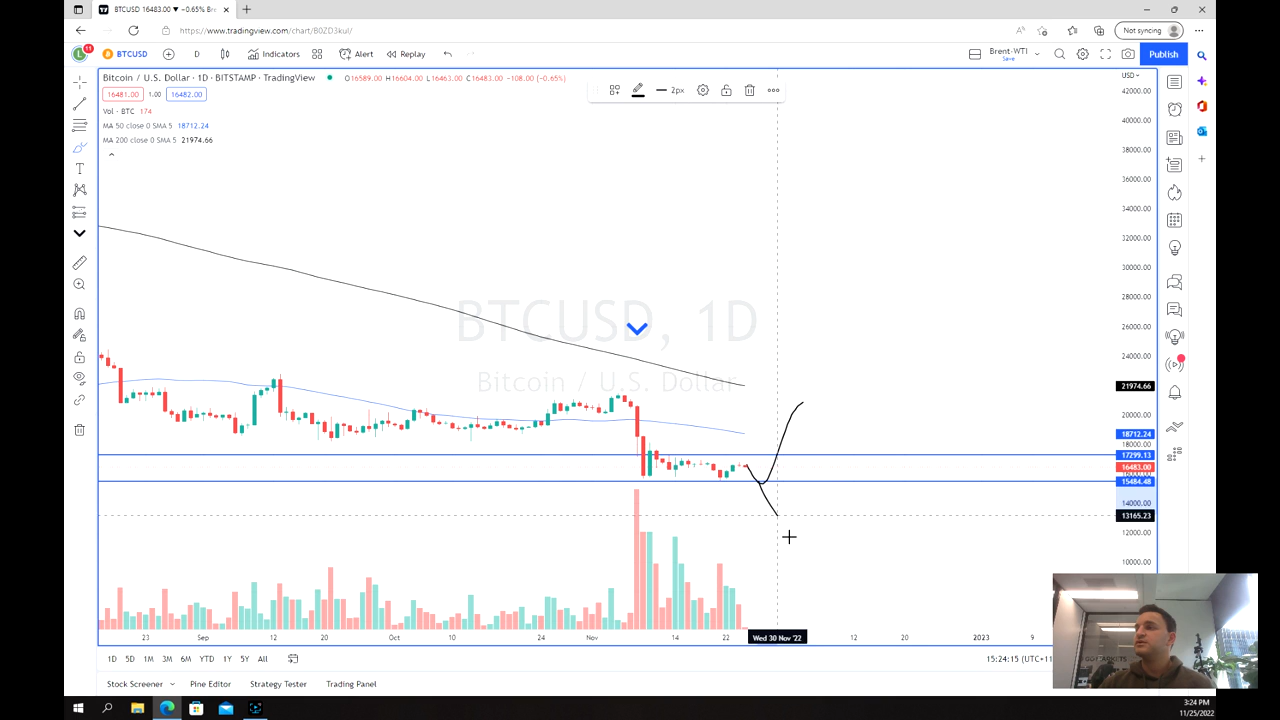 BTCUSD 16483.00 ▼ −0.65% Bre
https://www.tradingview.com/chart/B0ZD3kul/
Not syncing
11
BTCUSD
D
Indicators
Alert
Replay
Brent-WTI
Save
Publish
Bitcoin / U.S. Dollar · 1D · BITSTAMP · TradingView
O16589.00 H16604.00 L16463.00 C16483.00 −108.00 (−0.65%)
USD
16481.00 1.00 16482.00
2px
Vol · BTC 174
MA 50 close 0 SMA 5 18712.24
MA 200 close 0 SMA 5 21974.66
BTCUSD, 1D
Bitcoin / U.S. Dollar
42000.00
40000.00
38000.00
36000.00
34000.00
32000.00
30000.00
28000.00
26000.00
24000.00
21974.66
20000.00
18712.24
18000.00
17299.13
16483.00
15484.48
14000.00
13165.23
12000.00
10000.00
23 Sep 12 20 Oct 10 24 Nov 14 22 Wed 30 Nov '22 12 20 2023 9
1D 5D 1M 3M 6M YTD 1Y 5Y All
15:24:15 (UTC+11
Stock Screener Pine Editor Strategy Tester Trading Panel
3:24 PM
11/25/2022